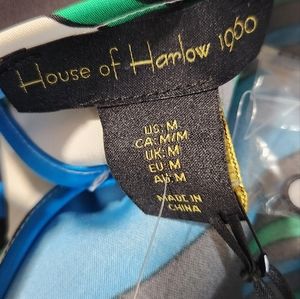 House of Harlow 1960
US: M
CA: M/M
UK: M
EU: M
AU: M
MADE IN
CHINA